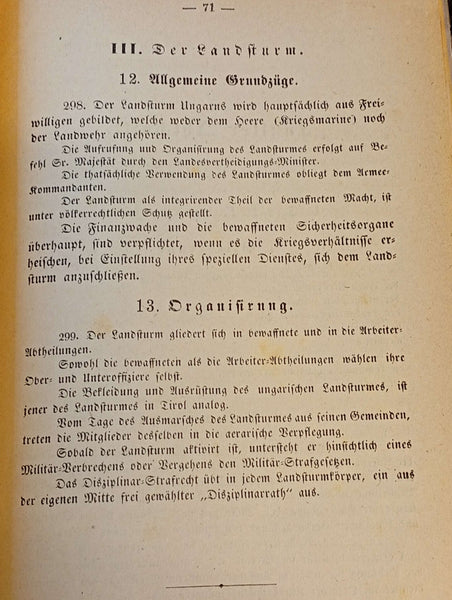 — 71 —
III. Der Landsturm.
12. Allgemeine Grundzüge.
298. Der Landsturm Ungarns wird hauptsächlich aus Frei-
willigen gebildet, welche weder dem Heere (Kriegsmarine) noch
der Landwehr angehören.
Die Aufrufung und Organisirung des Landsturmes erfolgt auf Be-
fehl Sr. Majestät durch den Landesvertheidigungs-Minister.
Die thatsächliche Verwendung des Landsturmes obliegt dem Armee-
Kommandanten.
Der Landsturm als integrirender Theil der bewaffneten Macht, ist
unter völkerrechtlichen Schutz gestellt.
Die Finanzwache und die bewaffneten Sicherheitsorgane
überhaupt, sind verpflichtet, wenn es die Kriegsverhältnisse er-
heischen, bei Einstellung ihres speziellen Dienstes, sich dem Land-
sturm anzuschließen.
13. Organisirung.
299. Der Landsturm gliedert sich in bewaffnete und in die Arbeiter-
Abtheilungen.
Sowohl die bewaffneten als die Arbeiter-Abtheilungen wählen ihre
Ober- und Unteroffiziere selbst.
Die Bekleidung und Ausrüstung des ungarischen Landsturmes, ist
jener des Landsturmes in Tirol analog.
Vom Tage des Ausmarsches des Landsturmes aus seinen Gemeinden,
treten die Mitglieder desselben in die aerarische Verpflegung.
Sobald der Landsturm aktivirt ist, untersteht er hinsichtlich eines
Militär-Verbrechens oder Vergehens den Militär-Strafgesetzen.
Das Disziplinar-Strafrecht übt in jedem Landsturmkörper, ein aus
der eigenen Mitte frei gewählter „Disziplinarrath" aus.